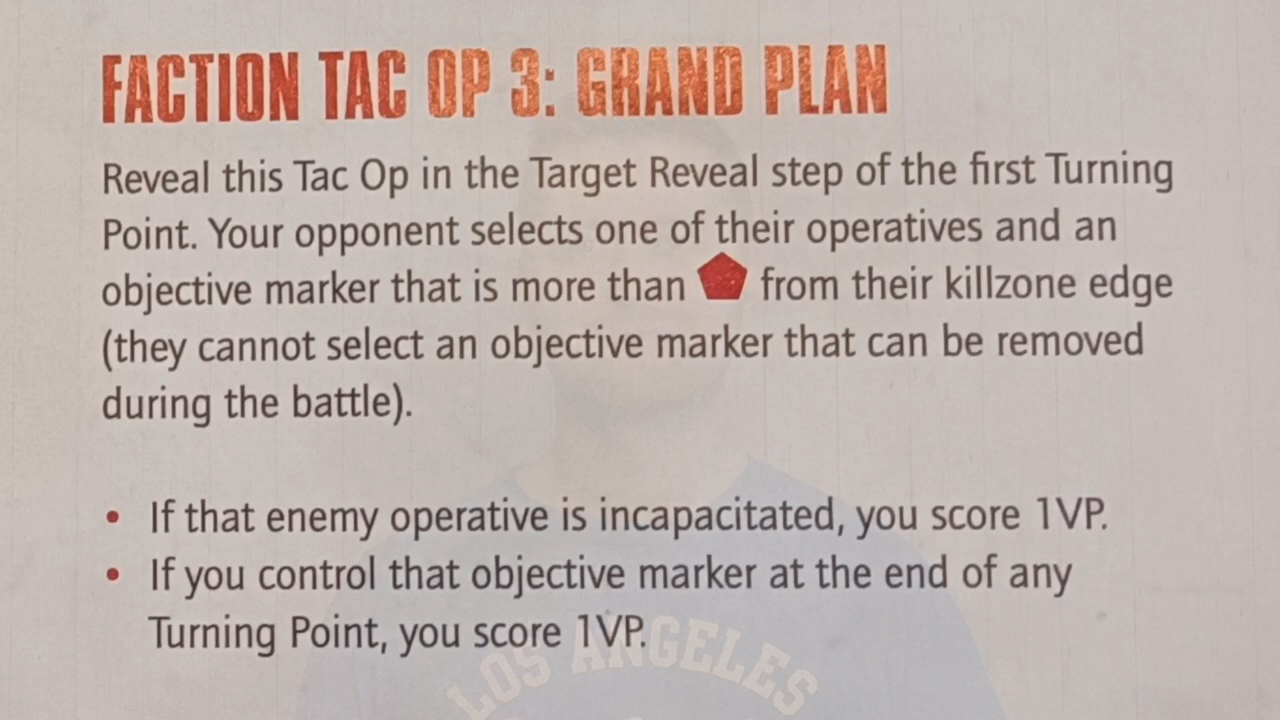 FACTION TAC OP 3: GRAND PLAN
Reveal this Tac Op in the Target Reveal step of the first Turning
Point. Your opponent selects one of their operatives and an
objective marker that is more than from their killzone edge
(they cannot select an objective marker that can be removed
during the battle).
• If that enemy operative is incapacitated, you score 1VP.
• If you control that objective marker at the end of any
Turning Point, you score 1VP.
LOS ANGELES